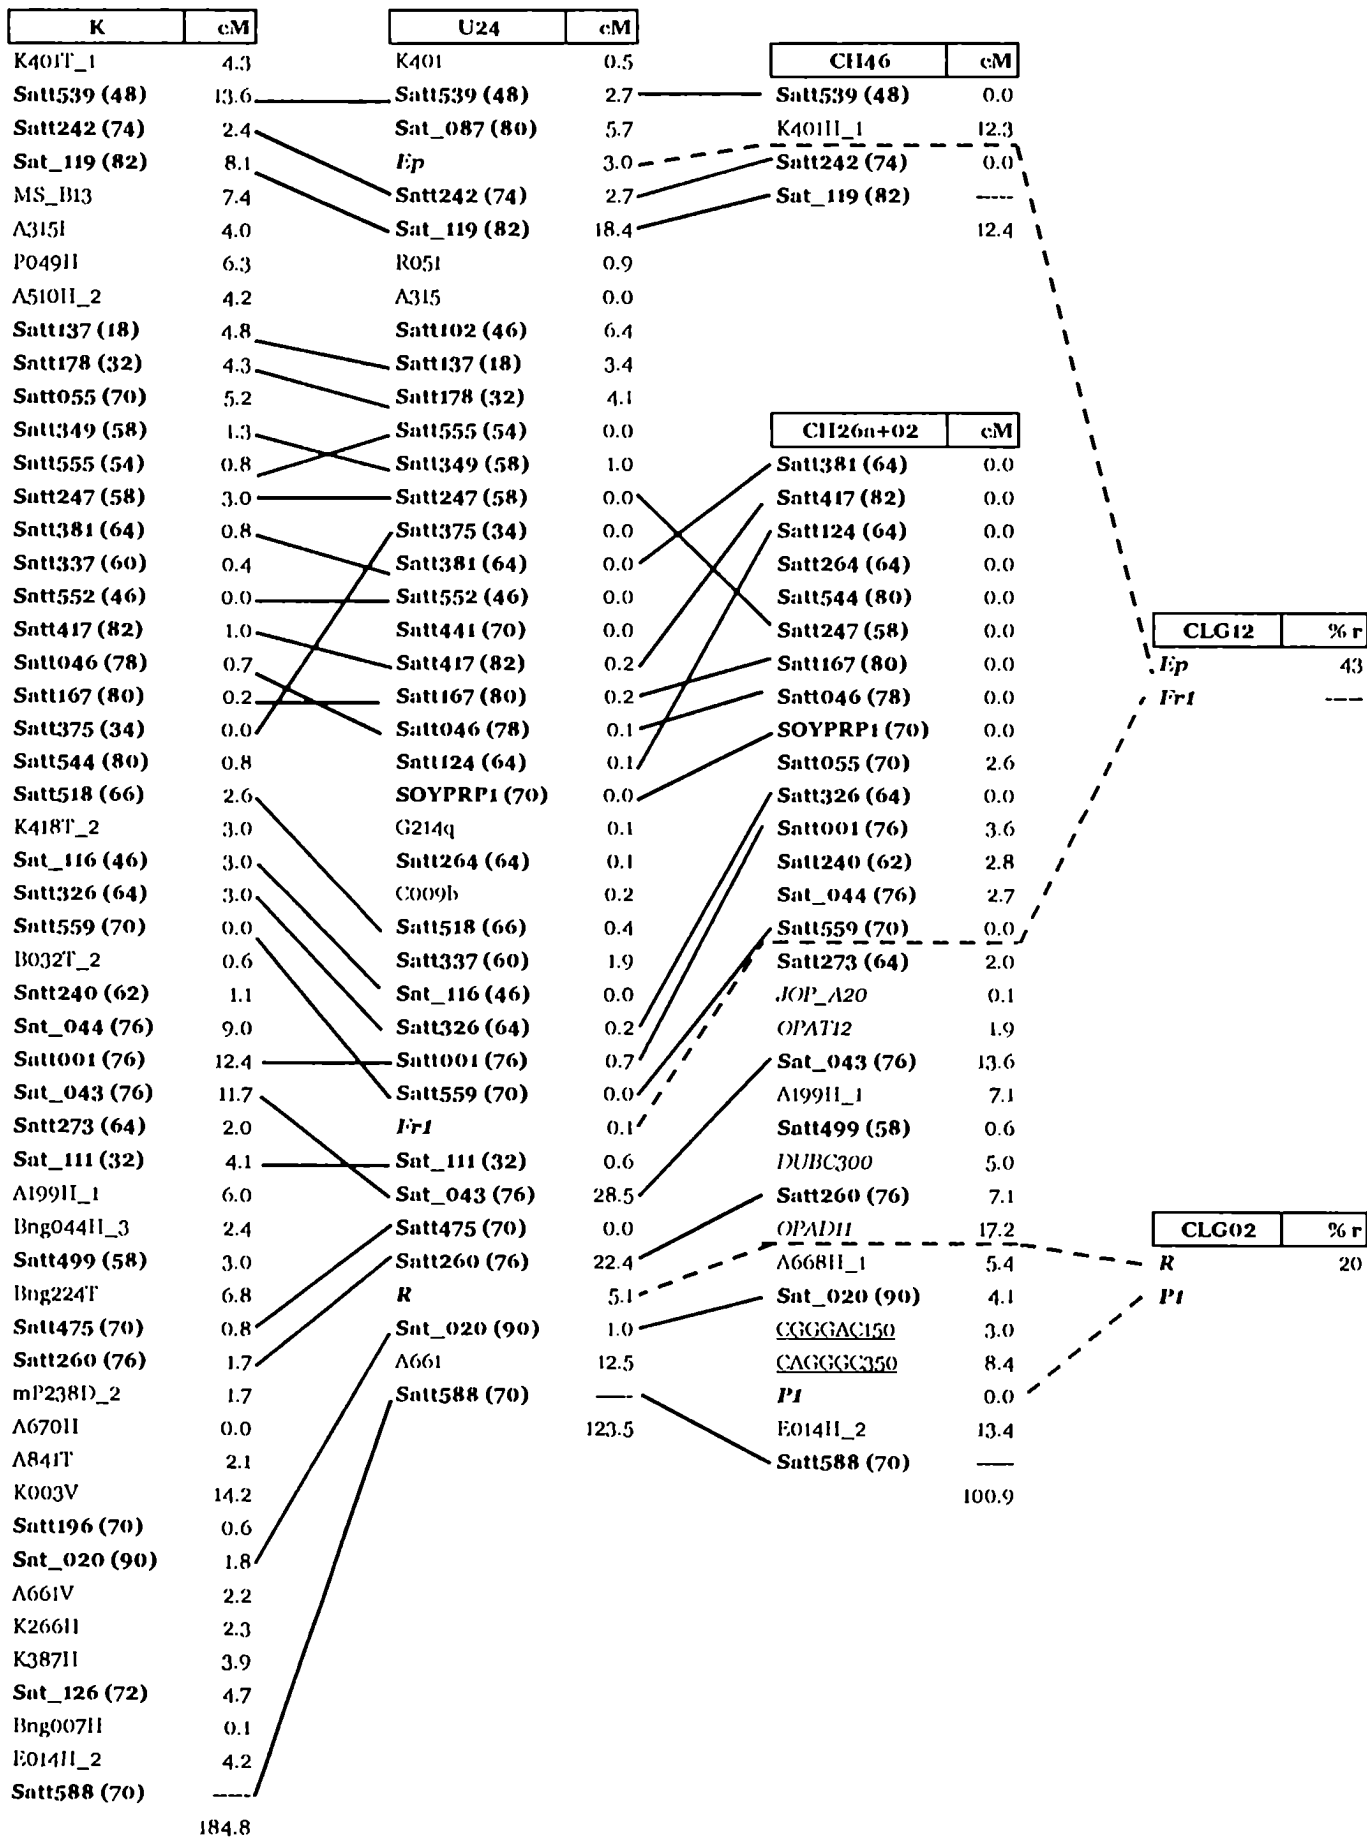 K cM
K401T_1 4.3
Satt539 (48) 13.6
Satt242 (74) 2.4
Sat_119 (82) 8.1
MS_B13 7.4
A315I 4.0
P049H 6.3
A510H_2 4.2
Satt137 (18) 4.8
Satt178 (32) 4.3
Satt055 (70) 5.2
Satt349 (58) 1.3
Satt555 (54) 0.8
Satt247 (58) 3.0
Satt381 (64) 0.8
Satt337 (60) 0.4
Satt552 (46) 0.0
Satt417 (82) 1.0
Satt046 (78) 0.7
Satt167 (80) 0.2
Satt375 (34) 0.0
Satt544 (80) 0.8
Satt518 (66) 2.6
K418T_2 3.0
Sat_116 (46) 3.0
Satt326 (64) 3.0
Satt559 (70) 0.0
B032T_2 0.6
Satt240 (62) 1.1
Sat_044 (76) 9.0
Satt001 (76) 12.4
Sat_043 (76) 11.7
Satt273 (64) 2.0
Sat_111 (32) 4.1
A199H_1 6.0
Bng044H_3 2.4
Satt499 (58) 3.0
Bng224T 6.8
Satt475 (70) 0.8
Satt260 (76) 1.7
mP238D_2 1.7
A670H 0.0
A841T 2.1
K003V 14.2
Satt196 (70) 0.6
Sat_020 (90) 1.8
A661V 2.2
K266H 2.3
K387H 3.9
Sat_126 (72) 4.7
Bng007H 0.1
E014H_2 4.2
Satt588 (70) ----
184.8
U24 cM
K401 0.5
Satt539 (48) 2.7
Sat_087 (80) 5.7
Ep 3.0
Satt242 (74) 2.7
Sat_119 (82) 18.4
R051 0.9
A315 0.0
Satt102 (46) 6.4
Satt137 (18) 3.4
Satt178 (32) 4.1
Satt555 (54) 0.0
Satt349 (58) 1.0
Satt247 (58) 0.0
Satt375 (34) 0.0
Satt381 (64) 0.0
Satt552 (46) 0.0
Satt441 (70) 0.0
Satt417 (82) 0.2
Satt167 (80) 0.2
Satt046 (78) 0.1
Satt124 (64) 0.1
SOYPRP1 (70) 0.0
G214q 0.1
Satt264 (64) 0.1
C009b 0.2
Satt518 (66) 0.4
Satt337 (60) 1.9
Sat_116 (46) 0.0
Satt326 (64) 0.2
Satt001 (76) 0.7
Satt559 (70) 0.0
Fr1 0.1
Sat_111 (32) 0.6
Sat_043 (76) 28.5
Satt475 (70) 0.0
Satt260 (76) 22.4
R 5.1
Sat_020 (90) 1.0
A661 12.5
Satt588 (70) ----
123.5
CH46 cM
Satt539 (48) 0.0
K401H_1 12.3
Satt242 (74) 0.0
Sat_119 (82) ----
12.4
CH26a+02 cM
Satt381 (64) 0.0
Satt417 (82) 0.0
Satt124 (64) 0.0
Satt264 (64) 0.0
Satt544 (80) 0.0
Satt247 (58) 0.0
Satt167 (80) 0.0
Satt046 (78) 0.0
SOYPRP1 (70) 0.0
Satt055 (70) 2.6
Satt326 (64) 0.0
Satt001 (76) 3.6
Satt240 (62) 2.8
Sat_044 (76) 2.7
Satt559 (70) 0.0
Satt273 (64) 2.0
JOP_A20 0.1
OPAT12 1.9
Sat_043 (76) 13.6
A199H_1 7.1
Satt499 (58) 0.6
DUBC300 5.0
Satt260 (76) 7.1
OPAD11 17.2
A668H_1 5.4
Sat_020 (90) 4.1
CGGGAC150 3.0
CAGGGC350 8.4
P1 0.0
E014H_2 13.4
Satt588 (70) ----
100.9
CLG12 % r
Ep 43
Fr1 ----
CLG02 % r
R 20
P1